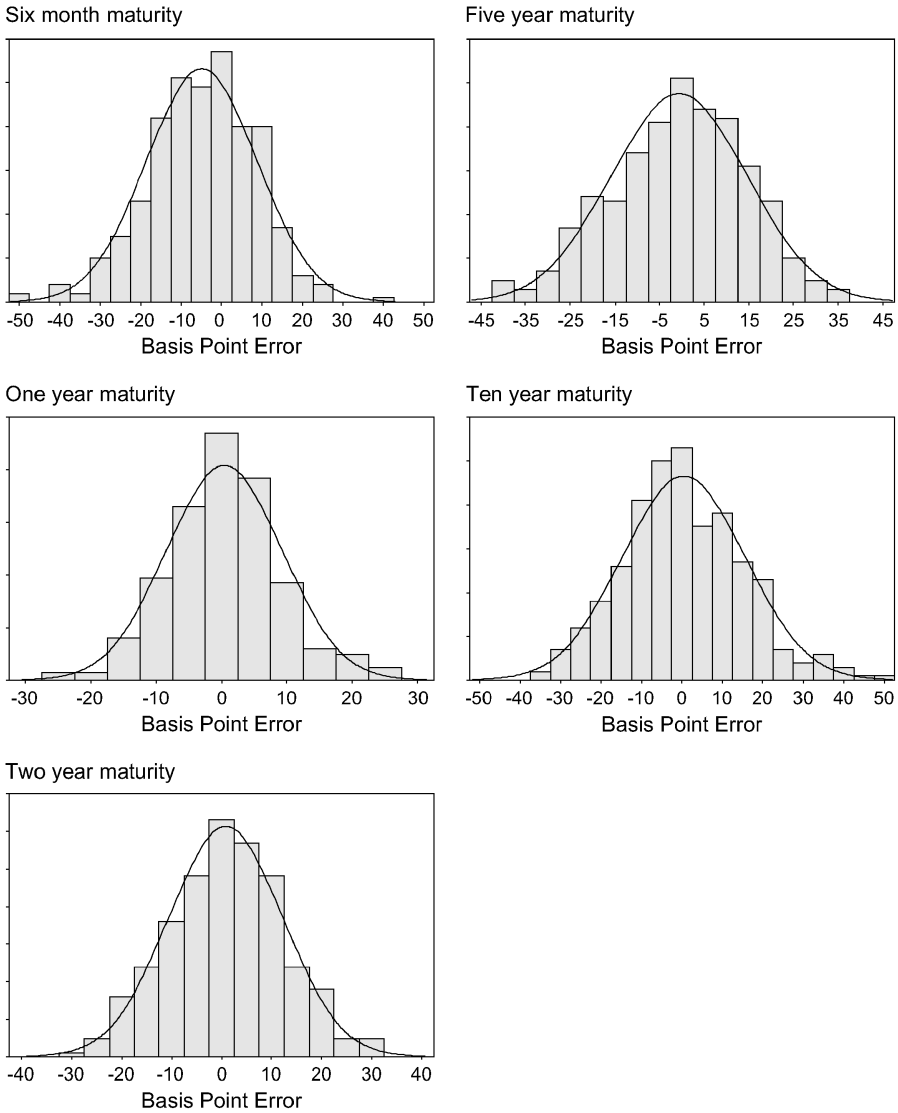 Six month maturity
-50 -40 -30 -20 -10 0 10 20 30 40 50
Basis Point Error
Five year maturity
-45 -35 -25 -15 -5 5 15 25 35 45
Basis Point Error
One year maturity
-30 -20 -10 0 10 20 30
Basis Point Error
Ten year maturity
-50 -40 -30 -20 -10 0 10 20 30 40 50
Basis Point Error
Two year maturity
-40 -30 -20 -10 0 10 20 30 40
Basis Point Error